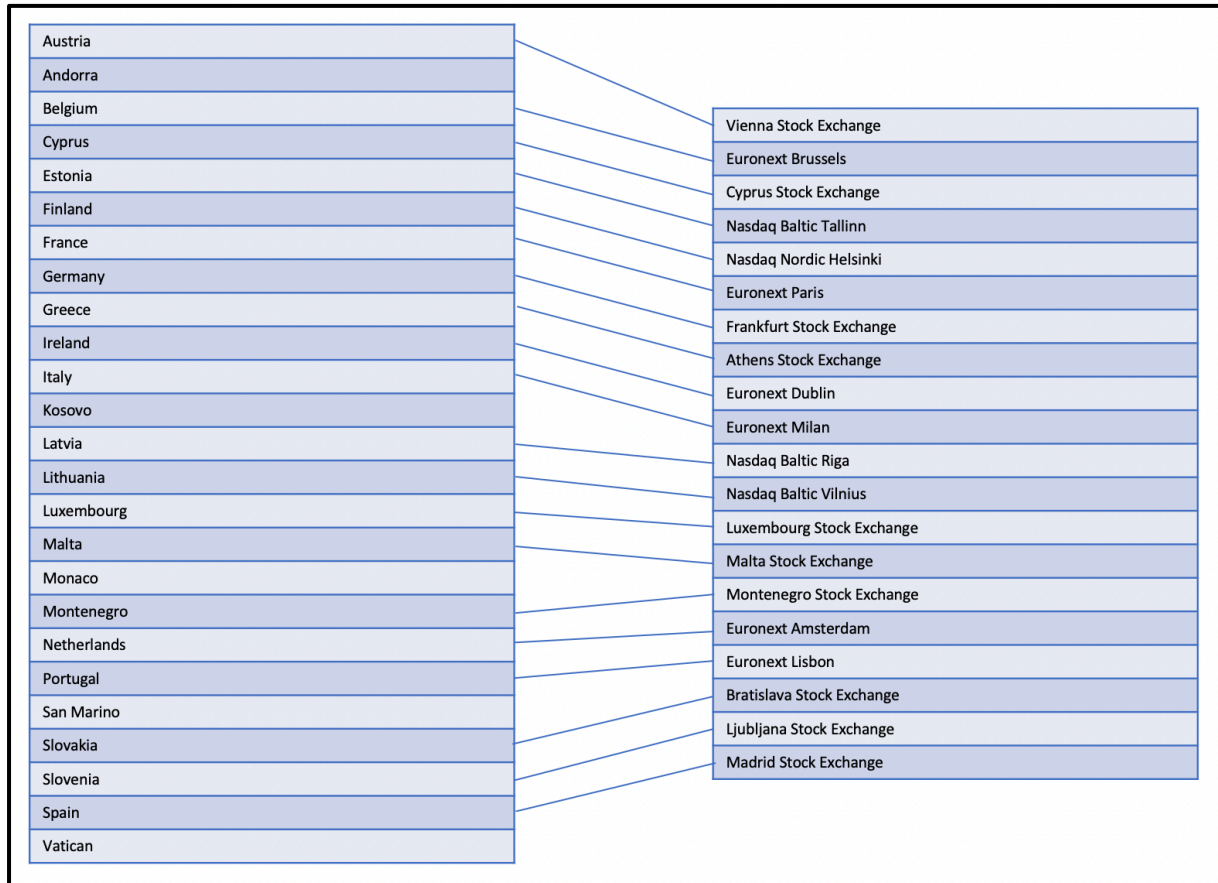 Austria
Andorra
Belgium
Cyprus
Estonia
Finland
France
Germany
Greece
Ireland
Italy
Kosovo
Latvia
Lithuania
Luxembourg
Malta
Monaco
Montenegro
Netherlands
Portugal
San Marino
Slovakia
Slovenia
Spain
Vatican
Vienna Stock Exchange
Euronext Brussels
Cyprus Stock Exchange
Nasdaq Baltic Tallinn
Nasdaq Nordic Helsinki
Euronext Paris
Frankfurt Stock Exchange
Athens Stock Exchange
Euronext Dublin
Euronext Milan
Nasdaq Baltic Riga
Nasdaq Baltic Vilnius
Luxembourg Stock Exchange
Malta Stock Exchange
Montenegro Stock Exchange
Euronext Amsterdam
Euronext Lisbon
Bratislava Stock Exchange
Ljubljana Stock Exchange
Madrid Stock Exchange